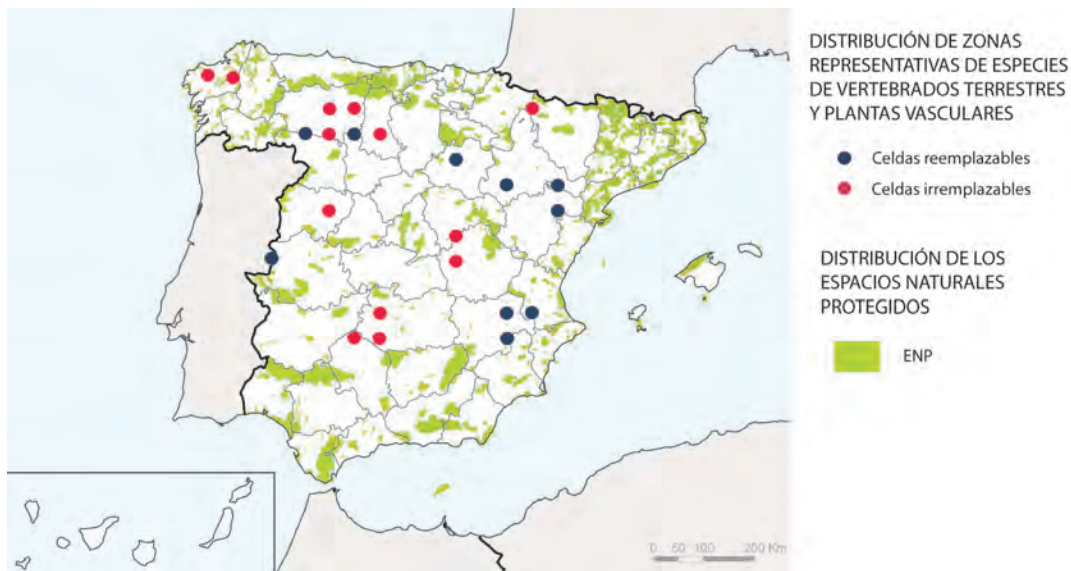 DISTRIBUCIÓN DE ZONAS
REPRESENTATIVAS DE ESPECIES
DE VERTEBRADOS TERRESTRES
Y PLANTAS VASCULARES
Celdas reemplazables
Celdas irremplazables
DISTRIBUCIÓN DE LOS
ESPACIOS NATURALES
PROTEGIDOS
ENP
0 50 100 200 Km